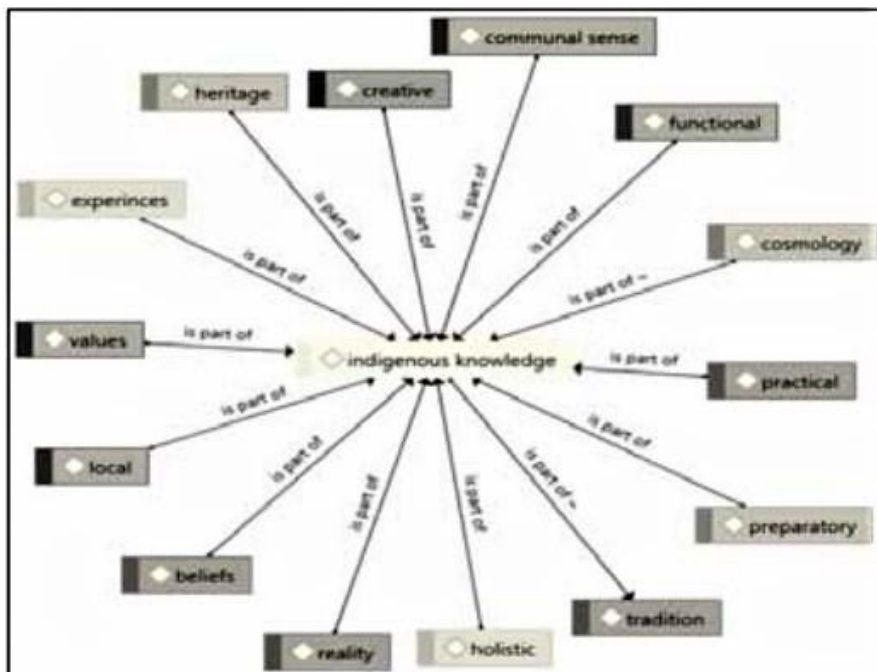 communal sense
heritage
creative
functional
experinces
cosmology
values
indigenous knowledge
practical
local
preparatory
beliefs
tradition
reality
holistic
is part of
is part of
is part of
is part of
is part of
is part of ~
is part of
is part of
is part of
is part of
is part of
is part of
is part of
is part of ~